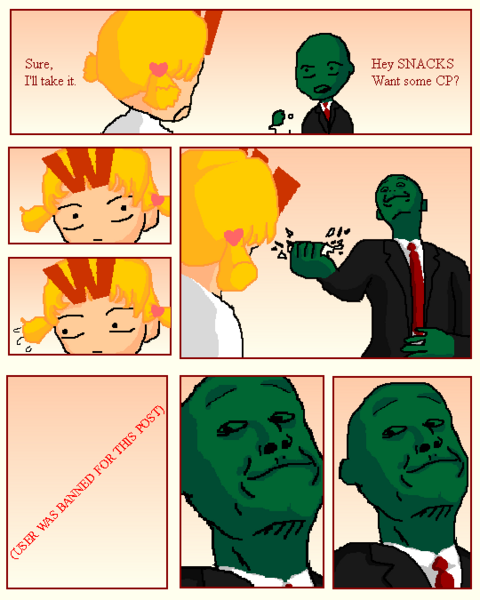 Sure,
I'll take it.
Hey SNACKS
Want some CP?
W
W
(USER WAS BANNED FOR THIS POST)